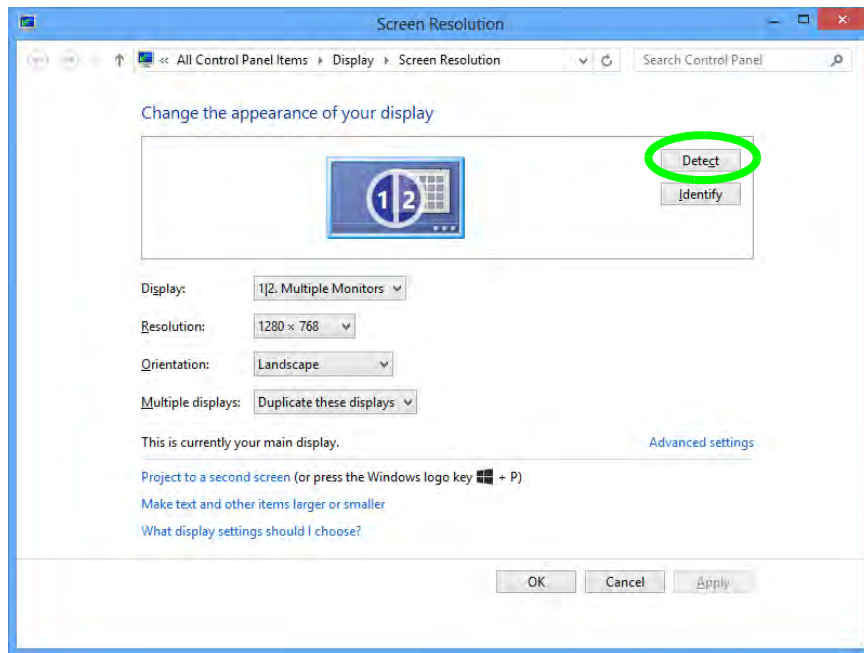 Screen Resolution
« All Control Panel Items Display Screen Resolution Search Control Panel
Change the appearance of your display
1 2
Detect
Identify
Display: 1|2. Multiple Monitors
Resolution: 1280 × 768
Orientation: Landscape
Multiple displays: Duplicate these displays
This is currently your main display. Advanced settings
Project to a second screen (or press the Windows logo key + P)
Make text and other items larger or smaller
What display settings should I choose?
OK Cancel Apply